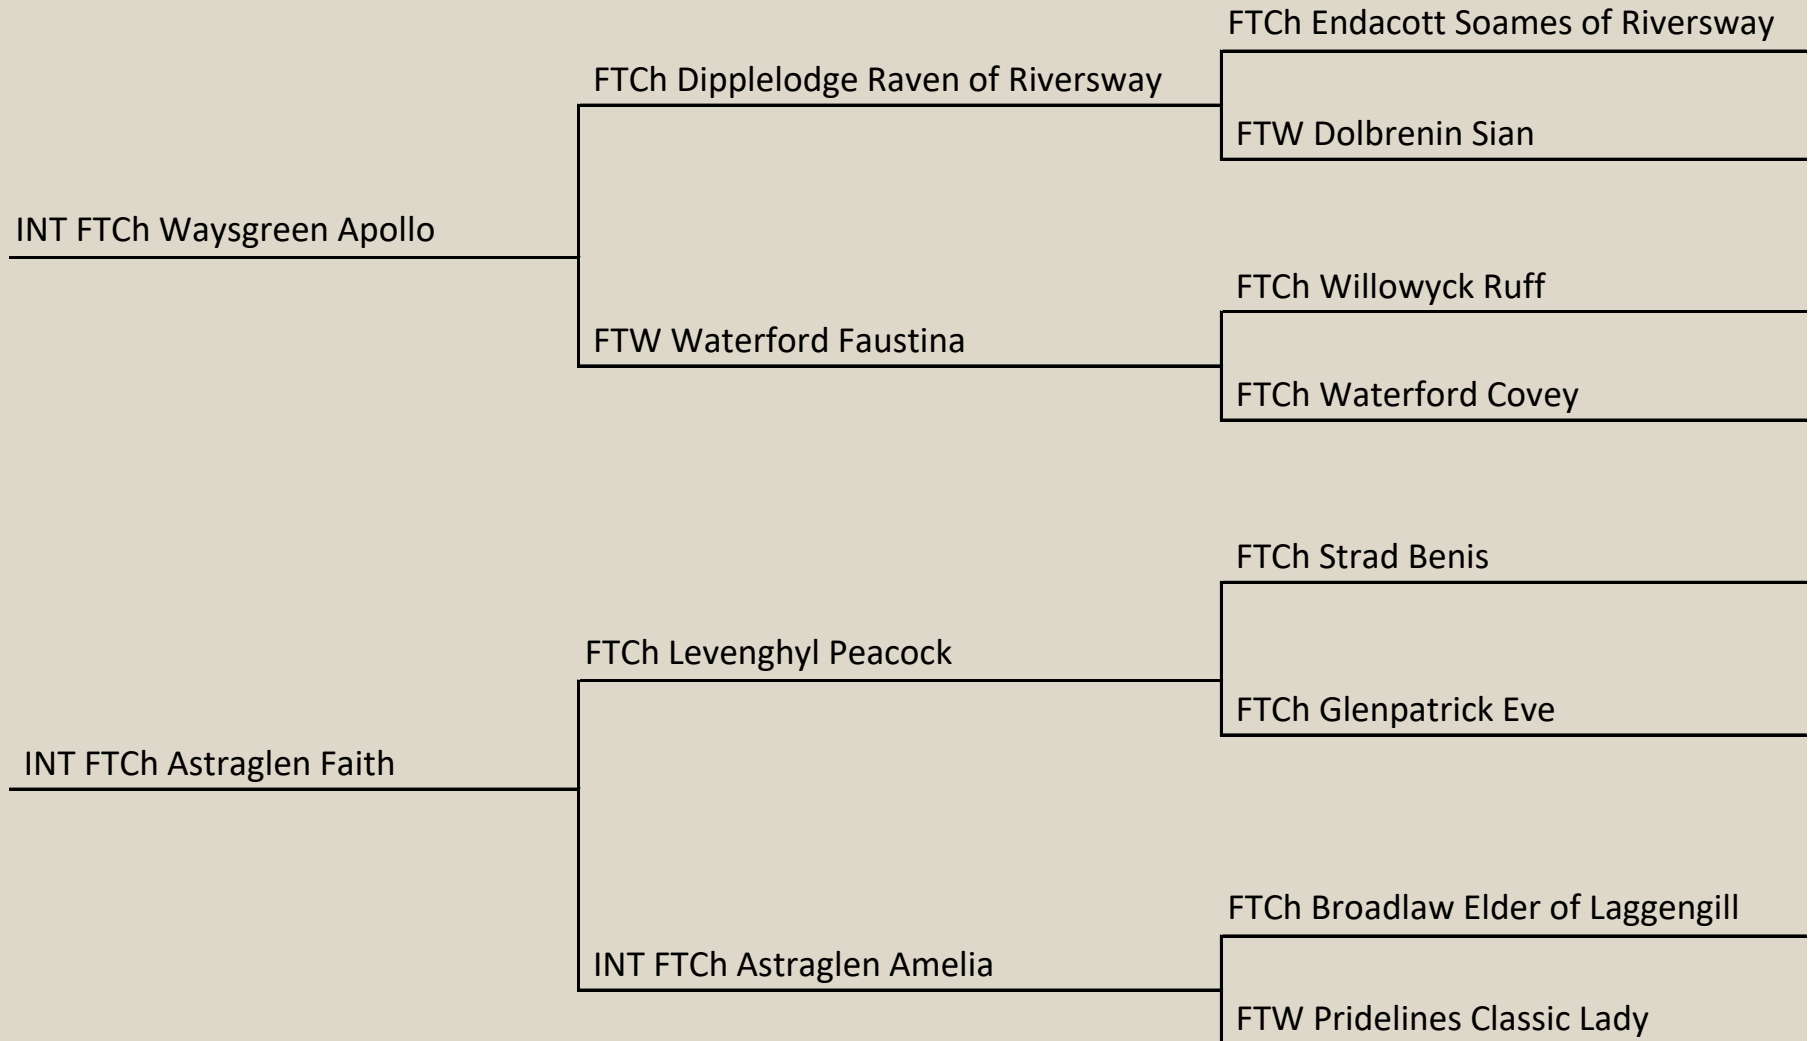 FTCh Endacott Soames of Riversway
FTCh Dipplelodge Raven of Riversway
FTW Dolbrenin Sian
INT FTCh Waysgreen Apollo
FTCh Willowyck Ruff
FTW Waterford Faustina
FTCh Waterford Covey
FTCh Strad Benis
FTCh Levenghyl Peacock
FTCh Glenpatrick Eve
INT FTCh Astraglen Faith
FTCh Broadlaw Elder of Laggengill
INT FTCh Astraglen Amelia
FTW Pridelines Classic Lady